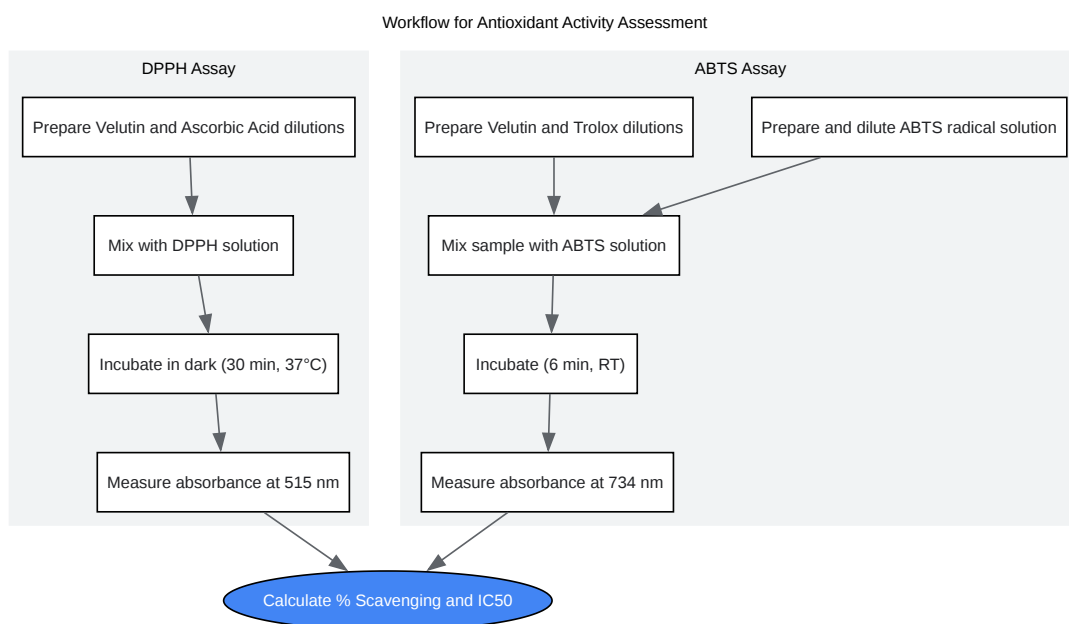 Workflow for Antioxidant Activity Assessment
DPPH Assay
Prepare Velutin and Ascorbic Acid dilutions
Mix with DPPH solution
Incubate in dark (30 min, 37°C)
Measure absorbance at 515 nm
ABTS Assay
Prepare Velutin and Trolox dilutions
Prepare and dilute ABTS radical solution
Mix sample with ABTS solution
Incubate (6 min, RT)
Measure absorbance at 734 nm
Calculate % Scavenging and IC50